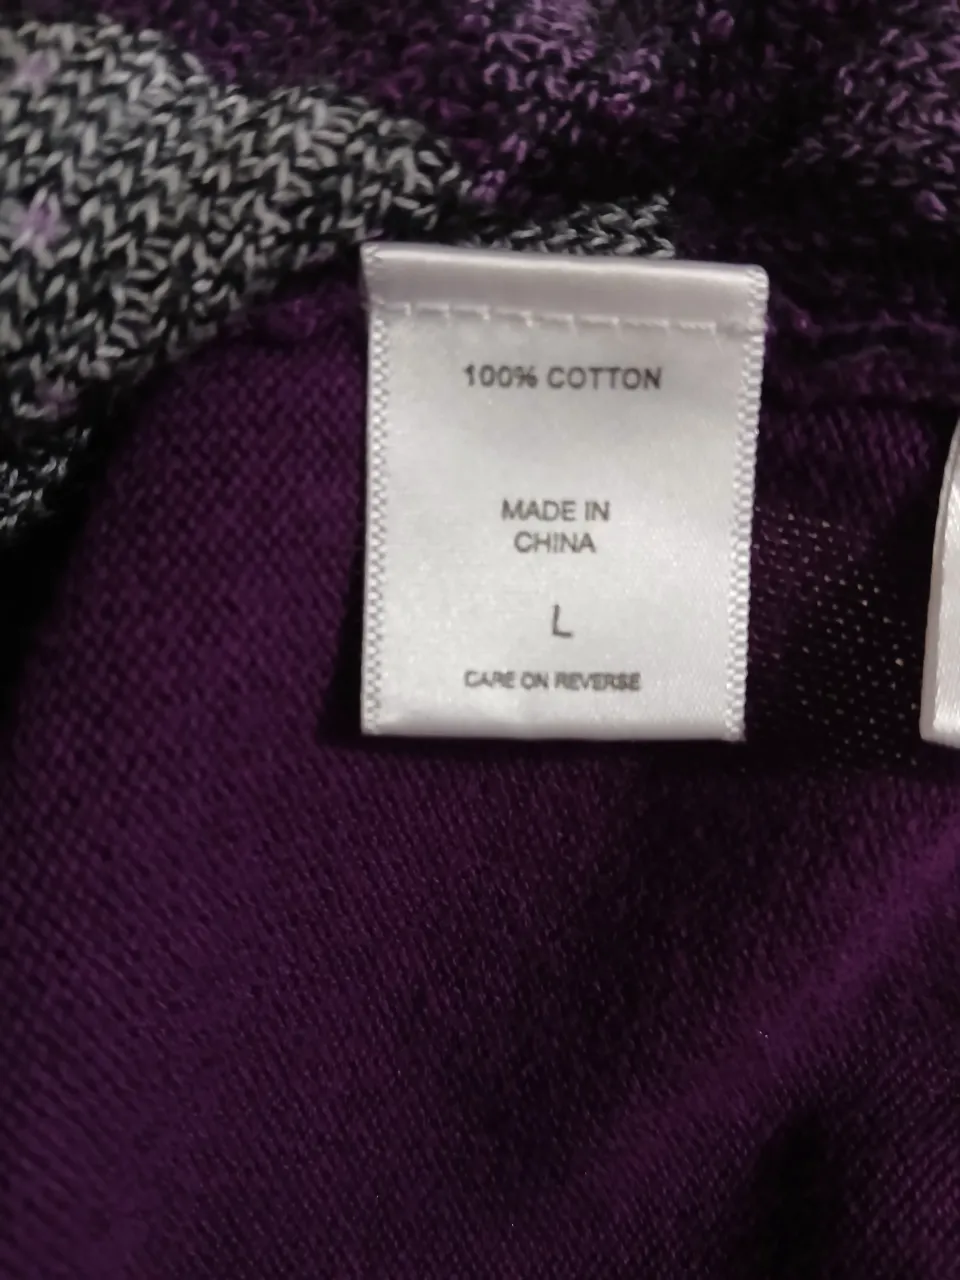 100% COTTON
MADE IN
CHINA
L
CARE ON REVERSE